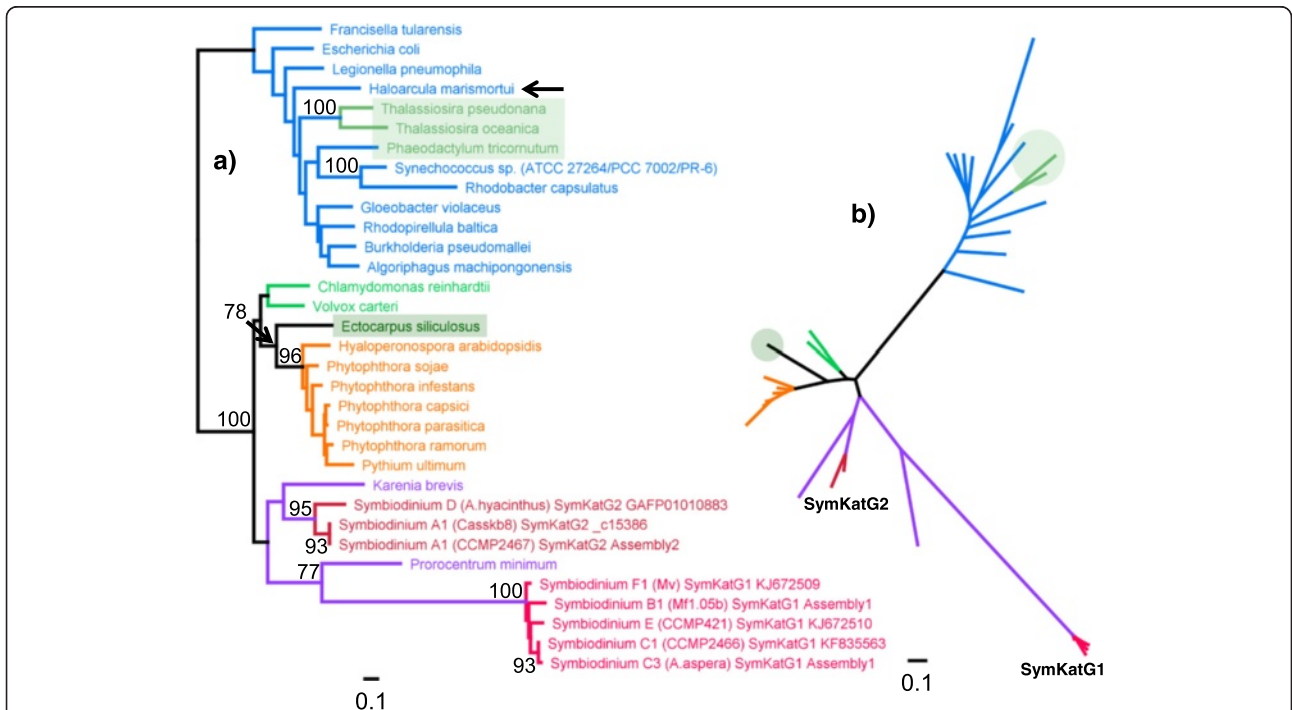 Francisella tularensis
Escherichia coli
Legionella pneumophila
Haloarcula marismortui
100
Thalassiosira pseudonana
Thalassiosira oceanica
a)
Phaeodactylum tricornutum
100
Synechococcus sp. (ATCC 27264/PCC 7002/PR-6)
Rhodobacter capsulatus
Gloeobacter violaceus
Rhodopirellula baltica
Burkholderia pseudomallei
Algoriphagus machipongonensis
Chlamydomonas reinhardtii
Volvox carteri
78
Ectocarpus siliculosus
96
Hyaloperonospora arabidopsidis
Phytophthora sojae
Phytophthora infestans
Phytophthora capsici
100
Phytophthora parasitica
Phytophthora ramorum
Pythium ultimum
Karenia brevis
95
Symbiodinium D (A.hyacinthus) SymKatG2 GAFP01010883
Symbiodinium A1 (Casskb8) SymKatG2 _c15386
93
Symbiodinium A1 (CCMP2467) SymKatG2 Assembly2
77
Prorocentrum minimum
100
Symbiodinium F1 (Mv) SymKatG1 KJ672509
Symbiodinium B1 (Mf1.05b) SymKatG1 Assembly1
Symbiodinium E (CCMP421) SymKatG1 KJ672510
Symbiodinium C1 (CCMP2466) SymKatG1 KF835563
93
Symbiodinium C3 (A.aspera) SymKatG1 Assembly1
0.1
b)
SymKatG2
SymKatG1
0.1